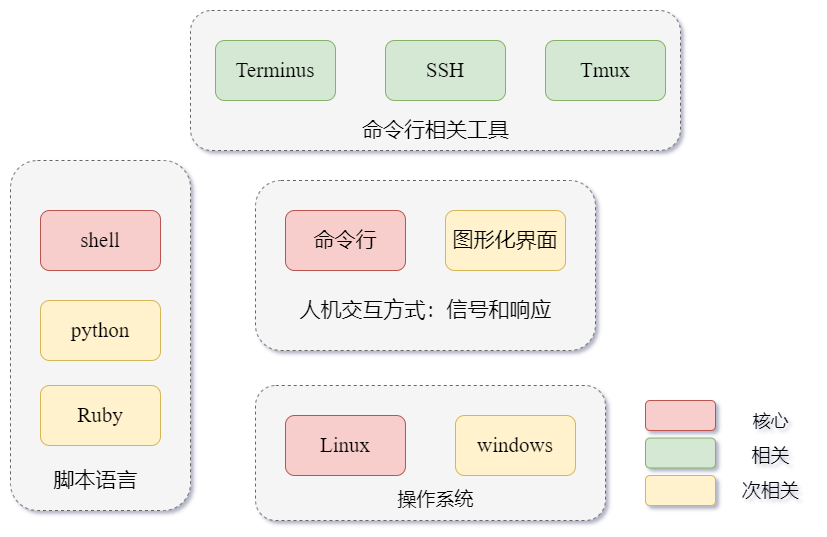 Terminus
SSH
Tmux
命令行相关工具
shell
python
Ruby
脚本语言
命令行
图形化界面
人机交互方式：信号和响应
Linux
windows
操作系统
核心
相关
次相关